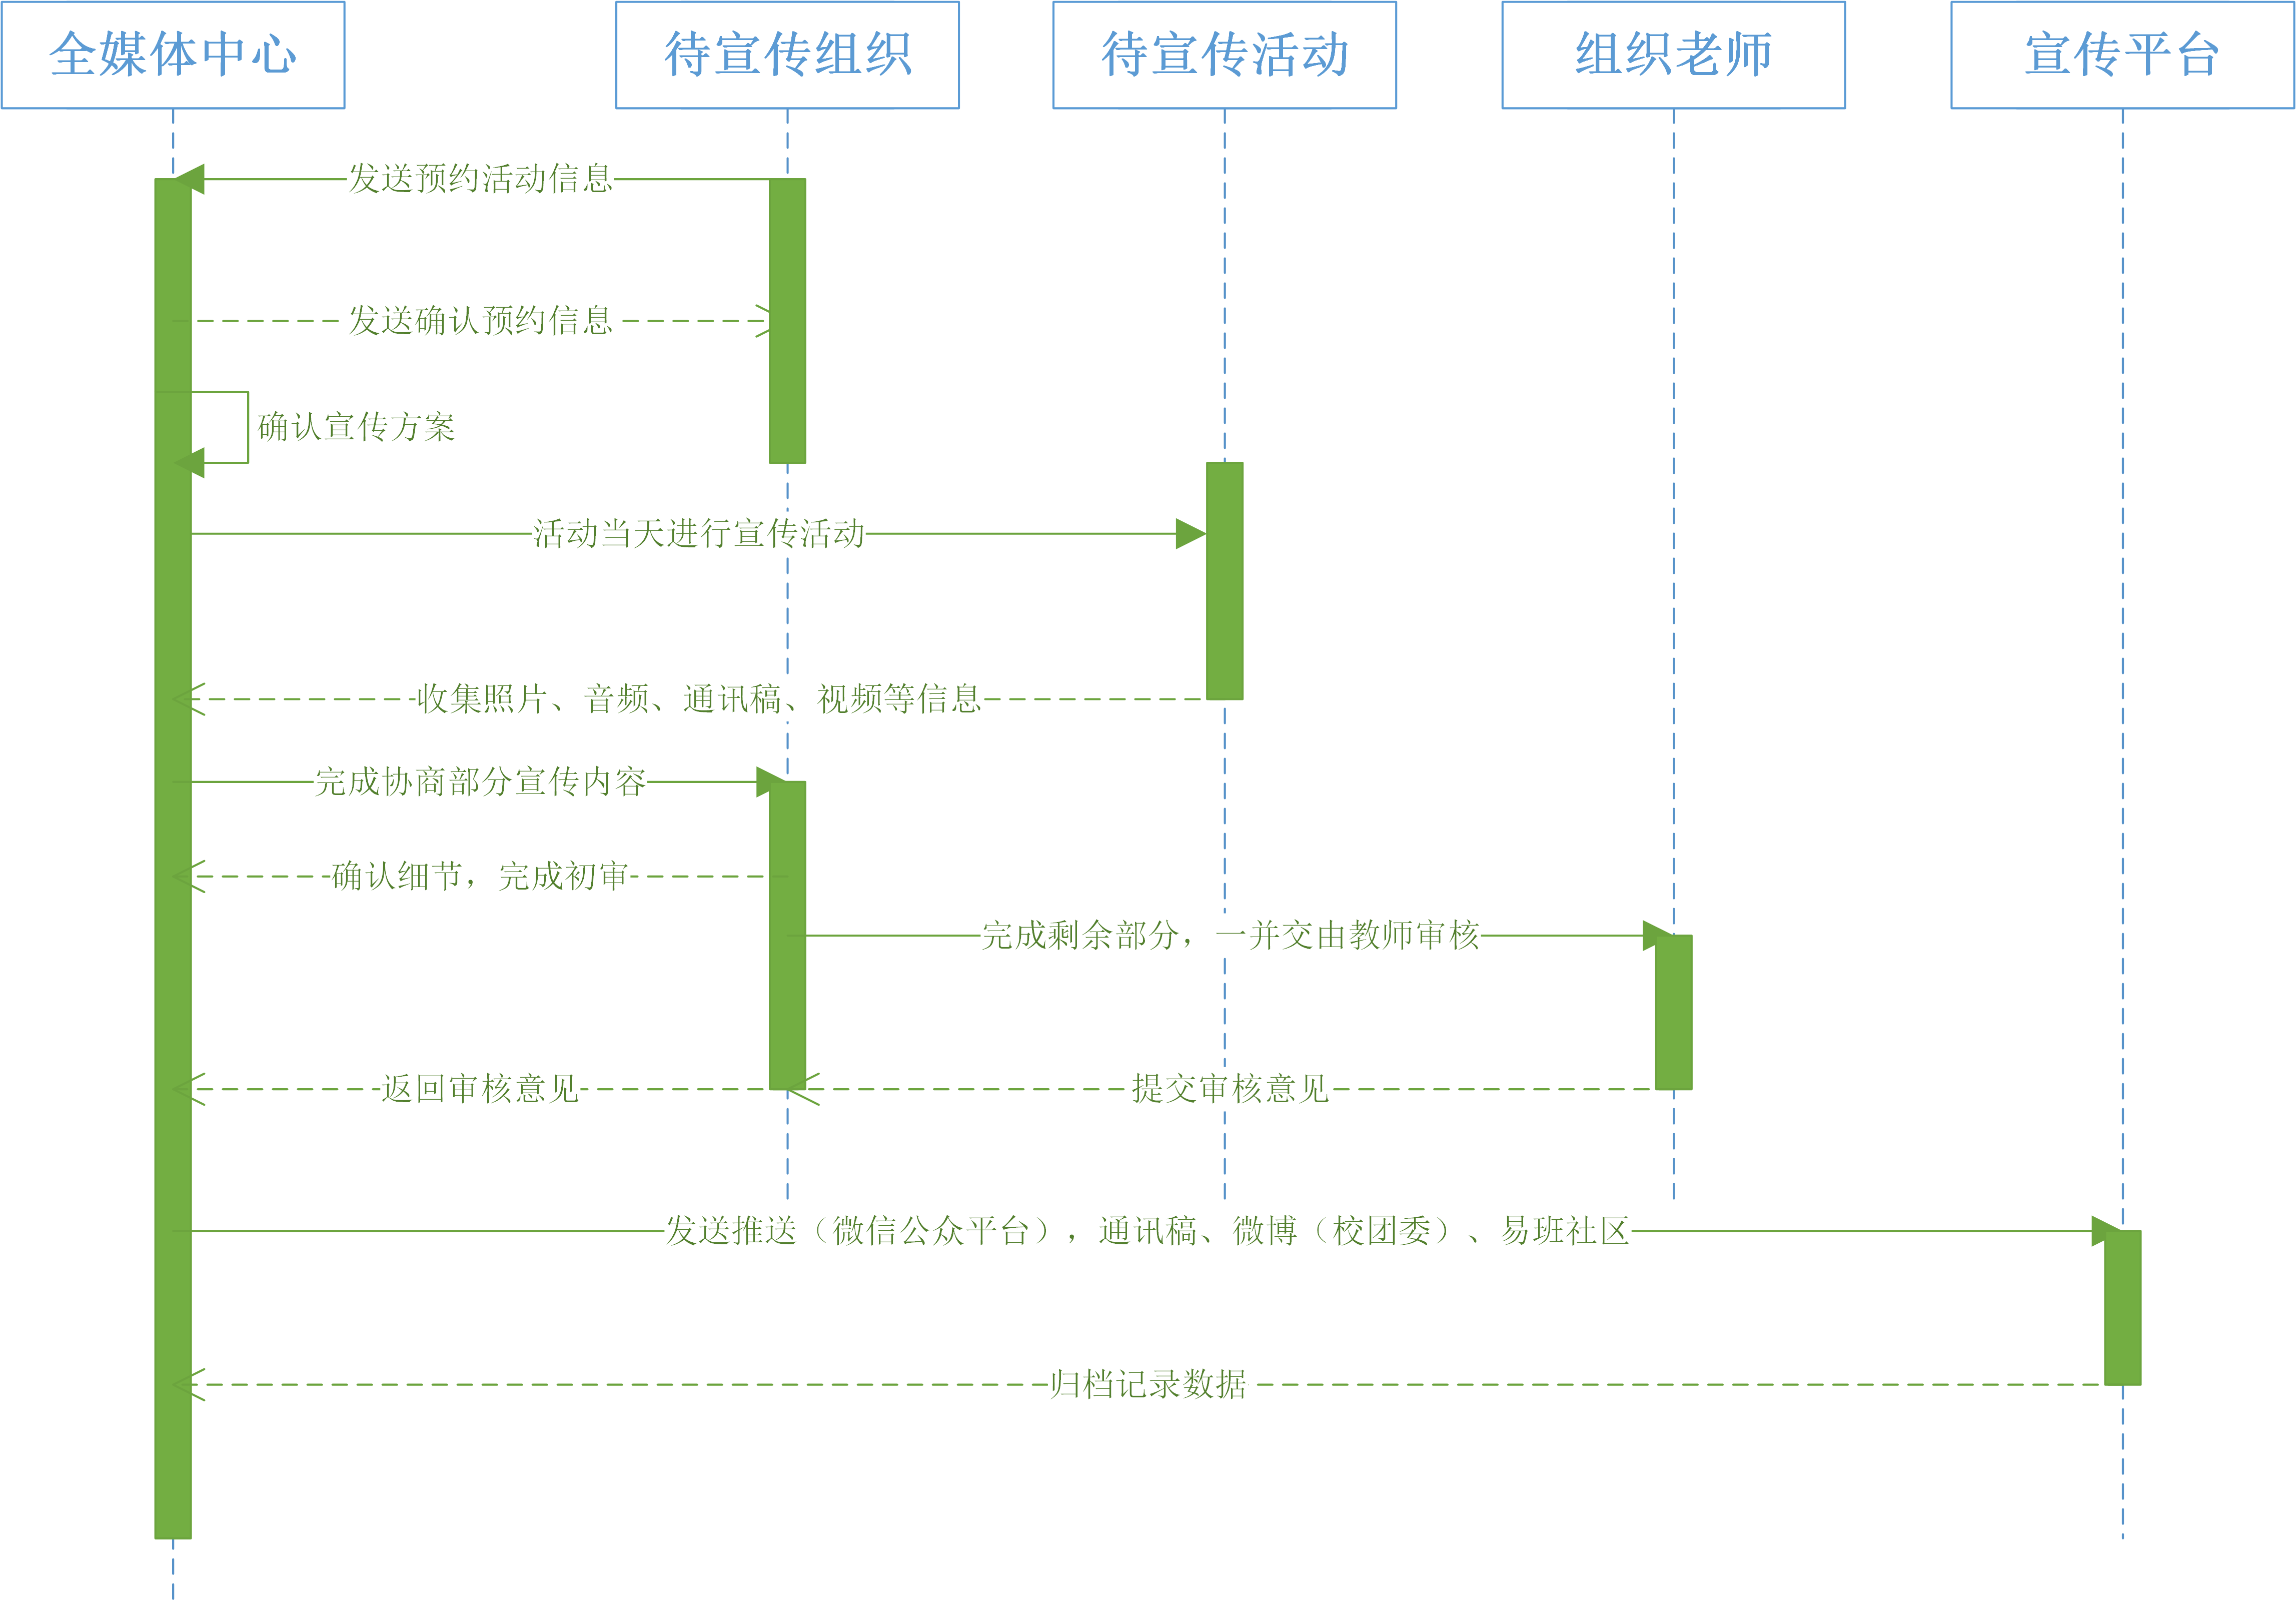 全媒体中心
待宣传组织
待宣传活动
组织老师
宣传平台
发送预约活动信息
发送确认预约信息
确认宣传方案
活动当天进行宣传活动
收集照片、音频、通讯稿、视频等信息
完成协商部分宣传内容
确认细节，完成初审
完成剩余部分，一并交由教师审核
返回审核意见
提交审核意见
发送推送（微信公众平台），通讯稿、微博（校团委）、易班社区
归档记录数据